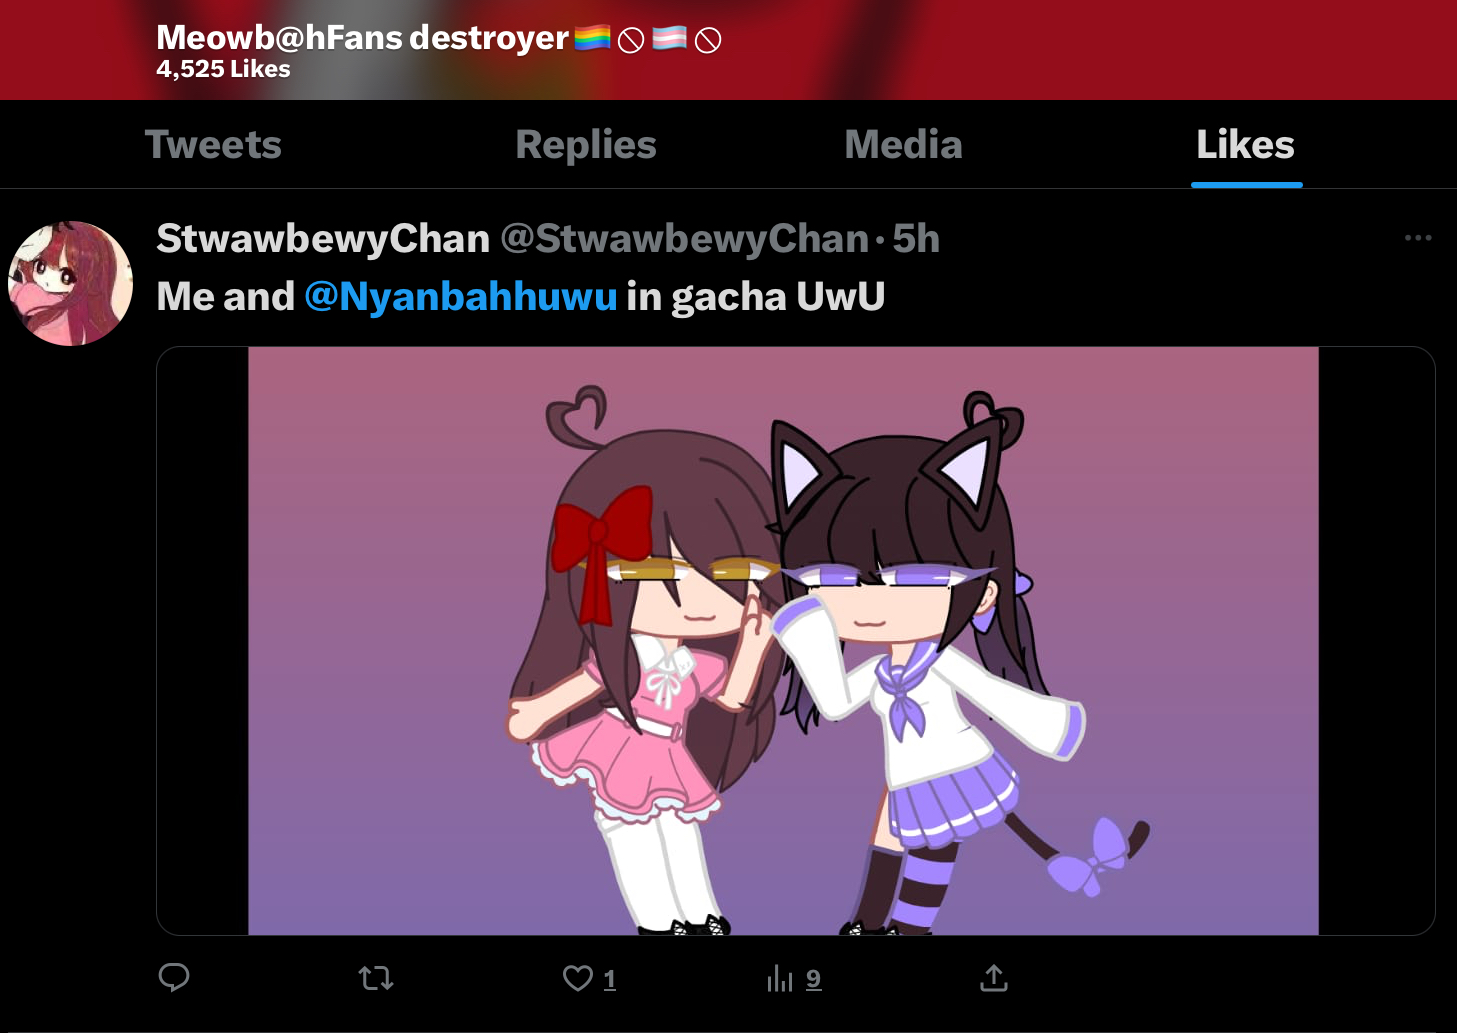 Meowb@hFans destroyer🏳️‍🌈🚫🏳️‍⚧️🚫
4,525 Likes
Tweets Replies Media Likes
StwawbewyChan @StwawbewyChan · 5h
Me and @Nyanbahhuwu in gacha UwU
1 9